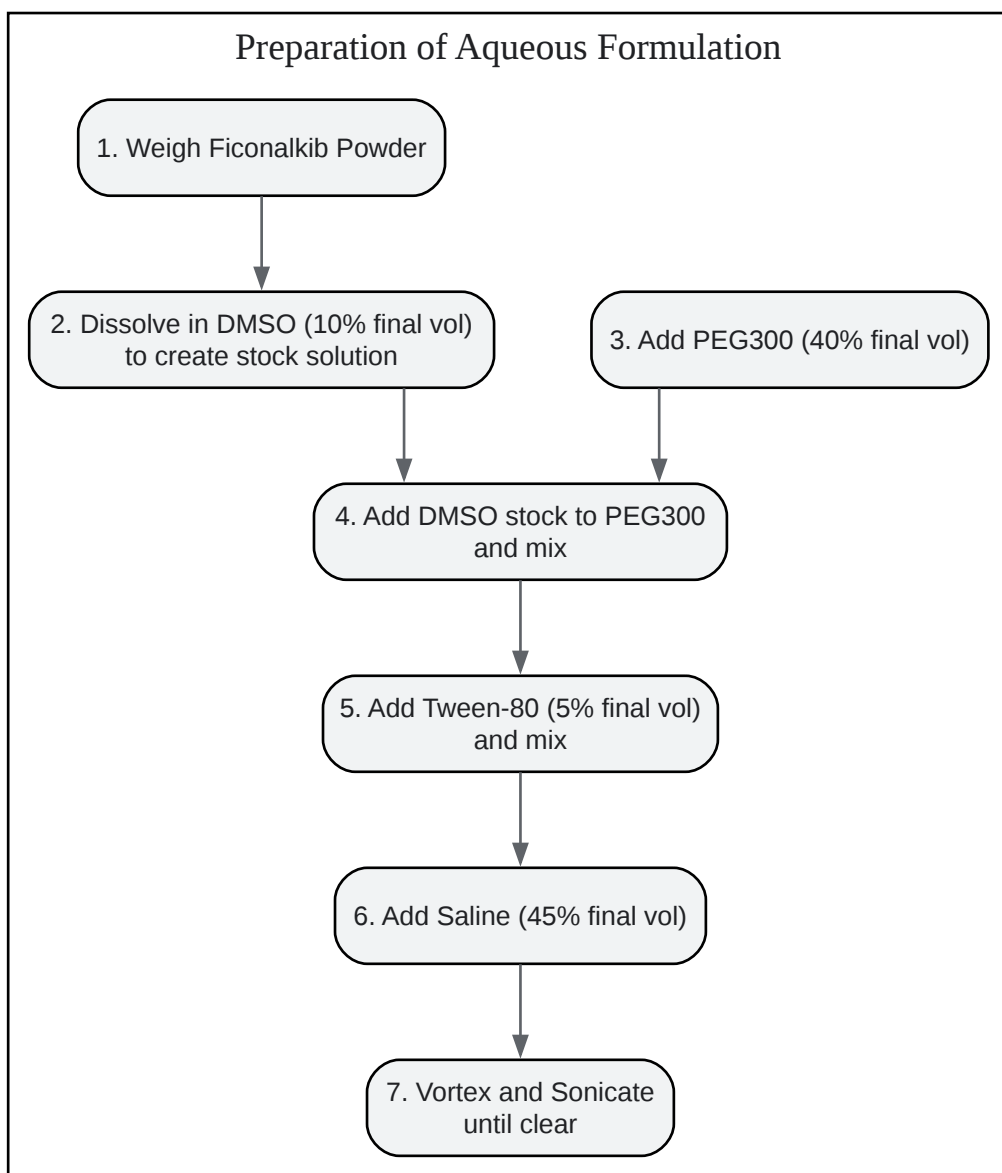 Preparation of Aqueous Formulation
1. Weigh Ficonalkib Powder
2. Dissolve in DMSO (10% final vol)
to create stock solution
3. Add PEG300 (40% final vol)
4. Add DMSO stock to PEG300
and mix
5. Add Tween-80 (5% final vol)
and mix
6. Add Saline (45% final vol)
7. Vortex and Sonicate
until clear